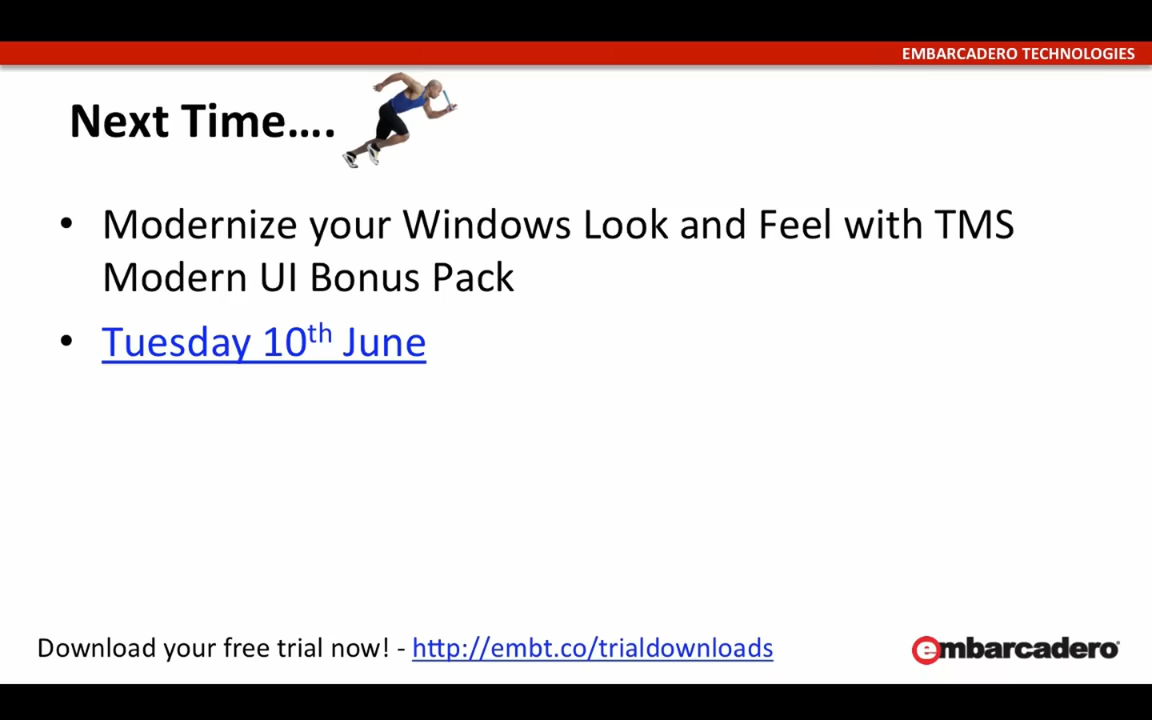 EMBARCADERO TECHNOLOGIES
Next Time....
• Modernize your Windows Look and Feel with TMS
Modern UI Bonus Pack
• Tuesday 10th June
Download your free trial now! - http://embt.co/trialdownloads
embarcadero®